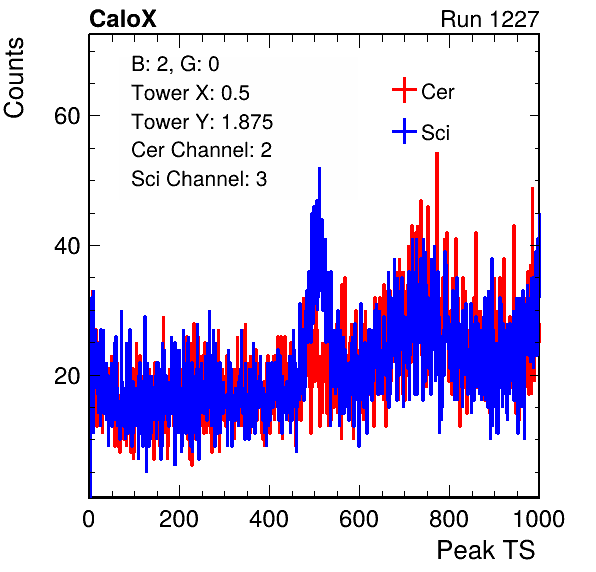 CaloX Run 1227
Counts
B: 2, G: 0
Tower X: 0.5
Tower Y: 1.875
Cer Channel: 2
Sci Channel: 3
Cer
Sci
60
40
20
0 200 400 600 800 1000
Peak TS